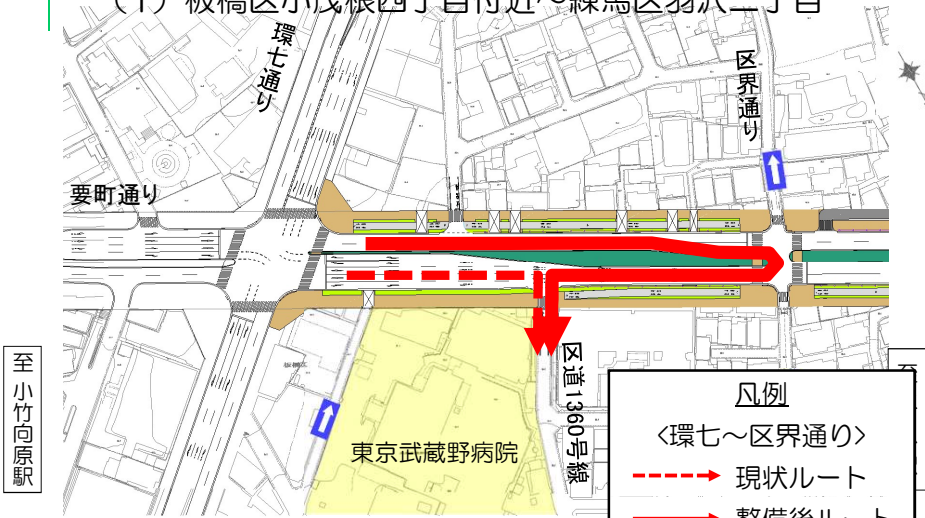 (1) 板橋区小茂根四丁目付近～練馬区羽沢二丁目
環七通り
区界通り
要町通り
至 小竹向原駅
東京武蔵野病院
区道1360号線
至
凡例
<環七～区界通り>
現状ルート
整備後ルート